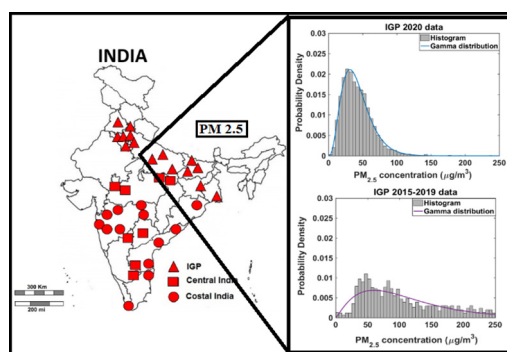 INDIA
PM 2.5
IGP
Central India
Costal India
300 Km
200 mi
IGP 2020 data
Histogram
Gamma distribution
Probability Density
0.03
0.025
0.02
0.015
0.01
0.005
0
0 50 100 150 200 250
PM2.5 concentration (μg/m3)
IGP 2015-2019 data
Histogram
Gamma distribution
Probability Density
0.03
0.025
0.02
0.015
0.01
0.005
0
0 50 100 150 200 250
PM2.5 concentration (μg/m3)